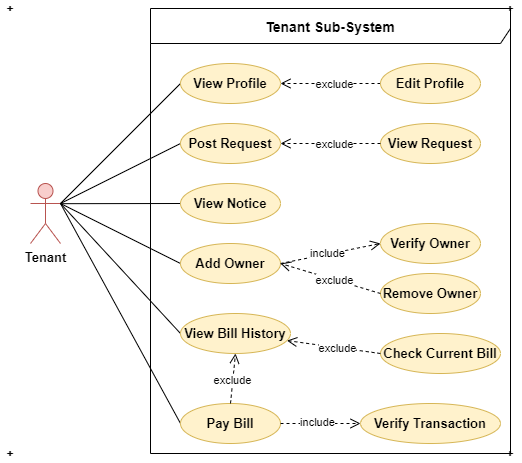 Tenant Sub-System
View Profile
exclude
Edit Profile
Post Request
exclude
View Request
View Notice
Tenant
Add Owner
include
Verify Owner
exclude
Remove Owner
View Bill History
exclude
Check Current Bill
exclude
Pay Bill
include
Verify Transaction